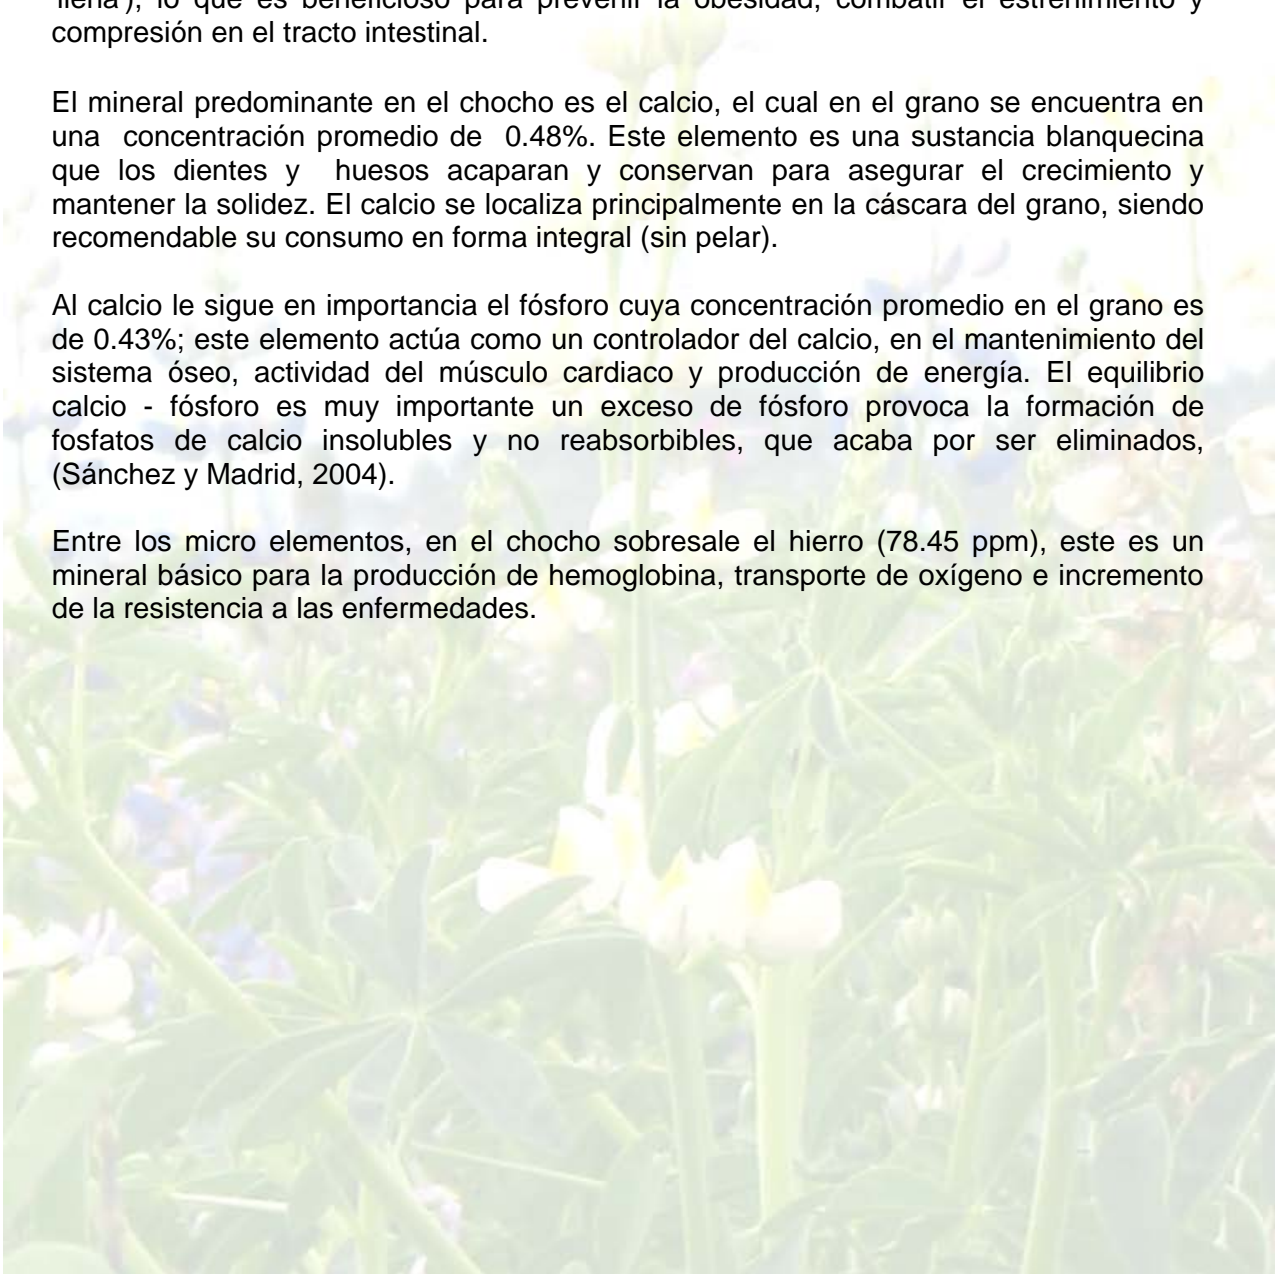 llena'), lo que es beneficioso para prevenir la obesidad, combatir el estreñimiento y
compresión en el tracto intestinal.
El mineral predominante en el chocho es el calcio, el cual en el grano se encuentra en
una concentración promedio de 0.48%. Este elemento es una sustancia blanquecina
que los dientes y huesos acaparan y conservan para asegurar el crecimiento y
mantener la solidez. El calcio se localiza principalmente en la cáscara del grano, siendo
recomendable su consumo en forma integral (sin pelar).
Al calcio le sigue en importancia el fósforo cuya concentración promedio en el grano es
de 0.43%; este elemento actúa como un controlador del calcio, en el mantenimiento del
sistema óseo, actividad del músculo cardiaco y producción de energía. El equilibrio
calcio - fósforo es muy importante un exceso de fósforo provoca la formación de
fosfatos de calcio insolubles y no reabsorbibles, que acaba por ser eliminados,
(Sánchez y Madrid, 2004).
Entre los micro elementos, en el chocho sobresale el hierro (78.45 ppm), este es un
mineral básico para la producción de hemoglobina, transporte de oxígeno e incremento
de la resistencia a las enfermedades.